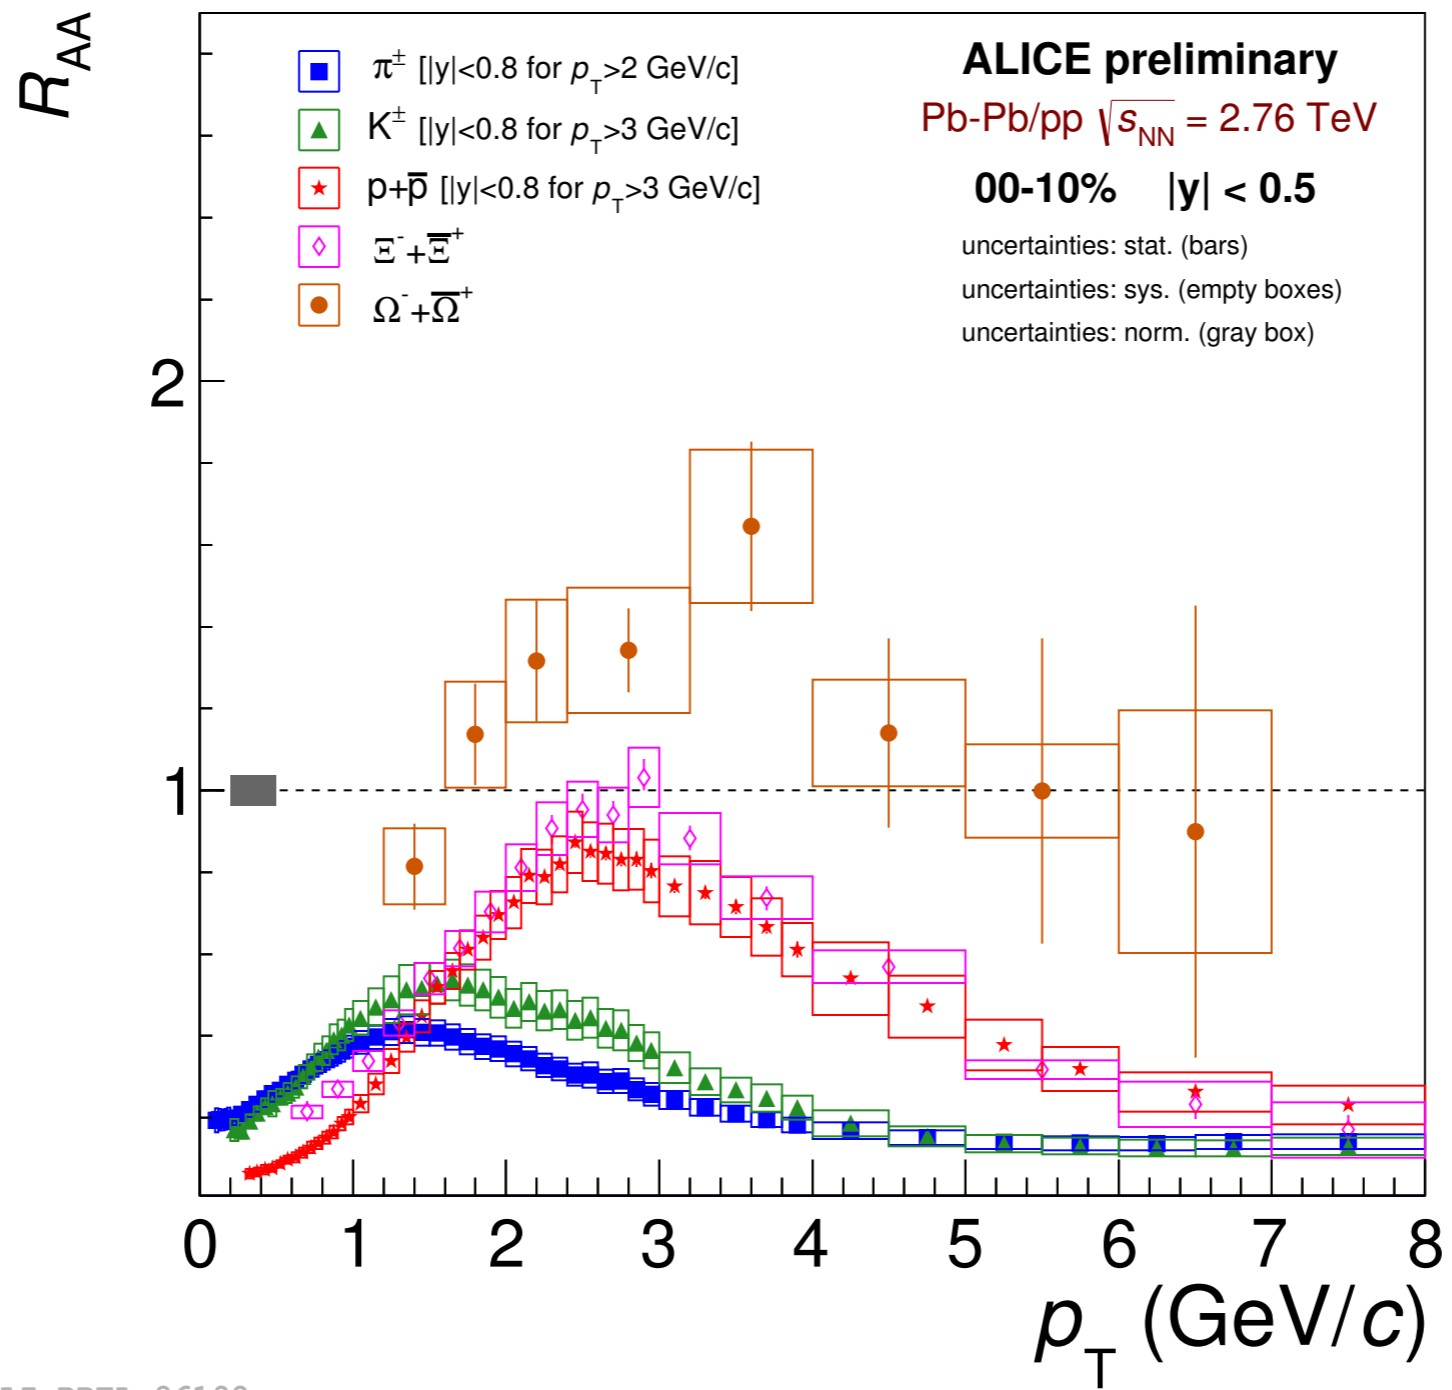 R_AA
π± [|y|<0.8 for p_T>2 GeV/c]
K± [|y|<0.8 for p_T>3 GeV/c]
p+p̅ [|y|<0.8 for p_T>3 GeV/c]
Ξ⁻+Ξ̅⁺
Ω⁻+Ω̅⁺
ALICE preliminary
Pb-Pb/pp √s_NN = 2.76 TeV
00-10% |y| < 0.5
uncertainties: stat. (bars)
uncertainties: sys. (empty boxes)
uncertainties: norm. (gray box)
2
1
0 1 2 3 4 5 6 7 8
p_T (GeV/c)